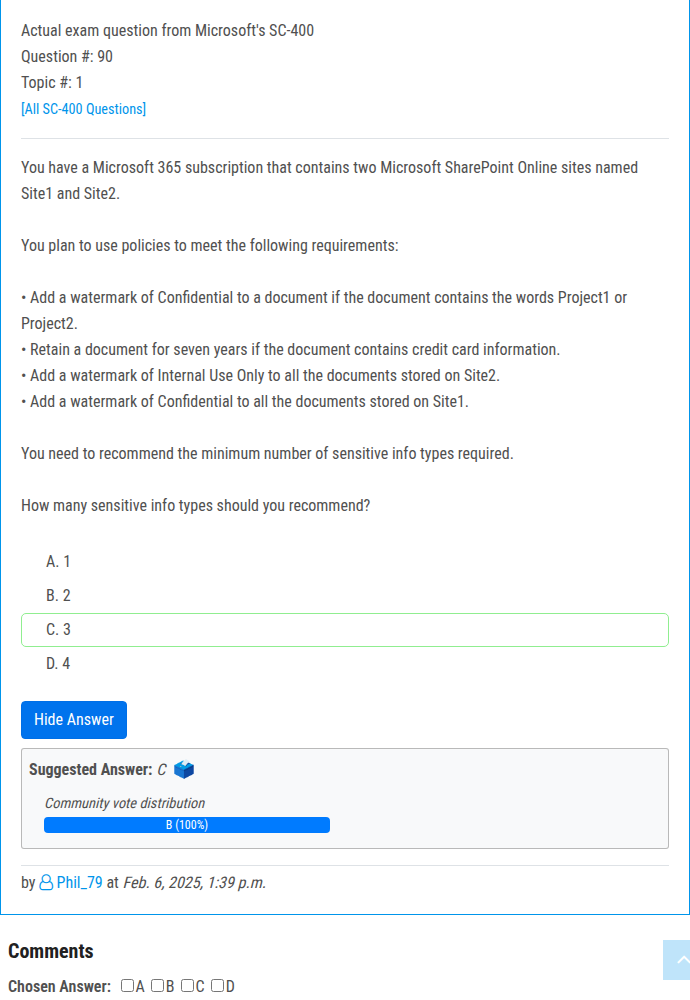 Actual exam question from Microsoft's SC-400
Question #: 90
Topic #: 1
[All SC-400 Questions]
You have a Microsoft 365 subscription that contains two Microsoft SharePoint Online sites named
Site1 and Site2.
You plan to use policies to meet the following requirements:
• Add a watermark of Confidential to a document if the document contains the words Project1 or
Project2.
• Retain a document for seven years if the document contains credit card information.
• Add a watermark of Internal Use Only to all the documents stored on Site2.
• Add a watermark of Confidential to all the documents stored on Site1.
You need to recommend the minimum number of sensitive info types required.
How many sensitive info types should you recommend?
A. 1
B. 2
C. 3
D. 4
Hide Answer
Suggested Answer: C
Community vote distribution
B (100%)
by Phil_79 at Feb. 6, 2025, 1:39 p.m.
Comments
Chosen Answer: A B C D